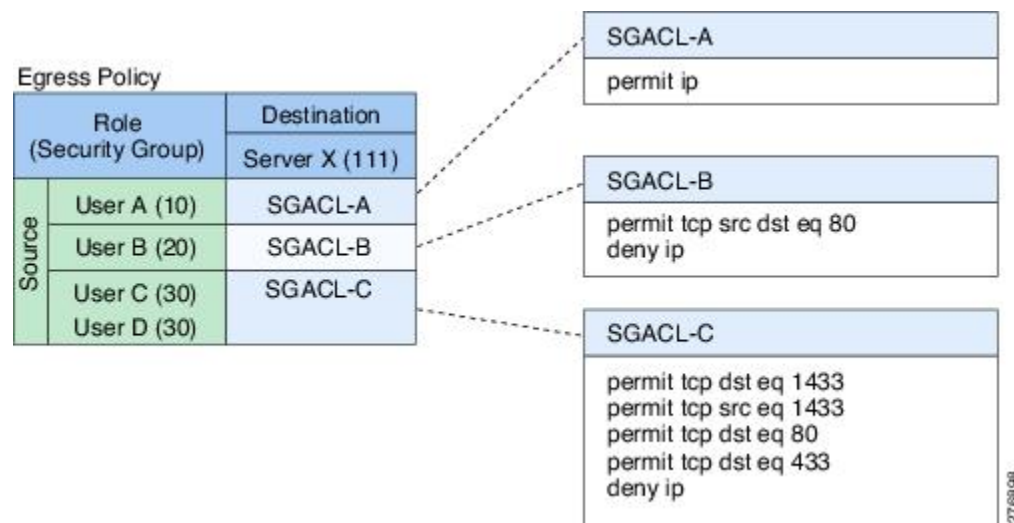 Egress Policy
Role
(Security Group)
Destination
Server X (111)
Source
User A (10)
SGACL-A
User B (20)
SGACL-B
User C (30)
User D (30)
SGACL-C
SGACL-A
permit ip
SGACL-B
permit tcp src dst eq 80
deny ip
SGACL-C
permit tcp dst eq 1433
permit tcp src eq 1433
permit tcp dst eq 80
permit tcp dst eq 433
deny ip